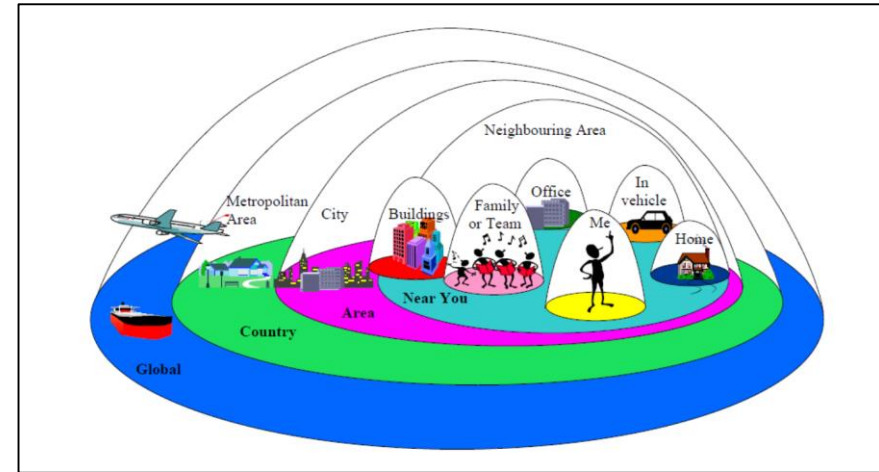 Neighbouring Area
Metropolitan
Area
City
Buildings
Family
or Team
Office
In
vehicle
Me
Home
Near You
Area
Country
Global